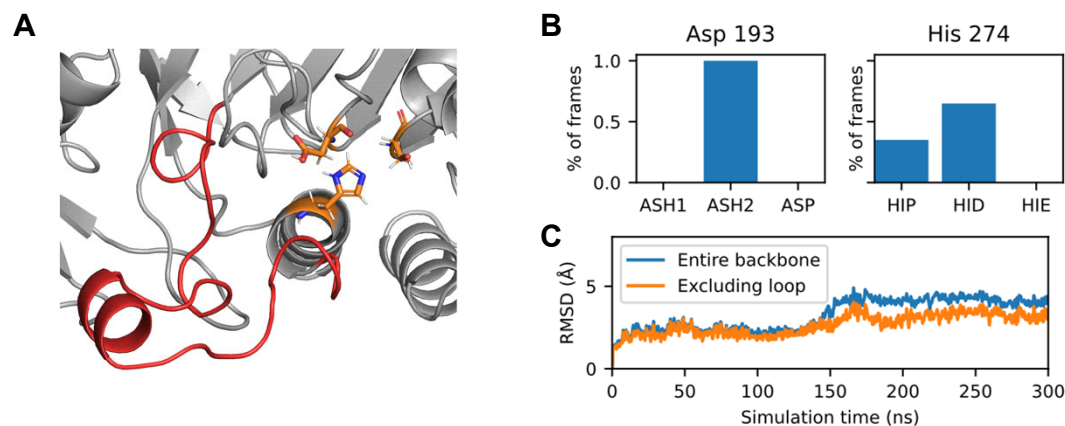 A
B
Asp 193
His 274
% of frames
1.0
0.5
0.0
ASH1 ASH2 ASP
% of frames
HIP HID HIE
C
RMSD (Å)
5
0
Entire backbone
Excluding loop
0 50 100 150 200 250 300
Simulation time (ns)